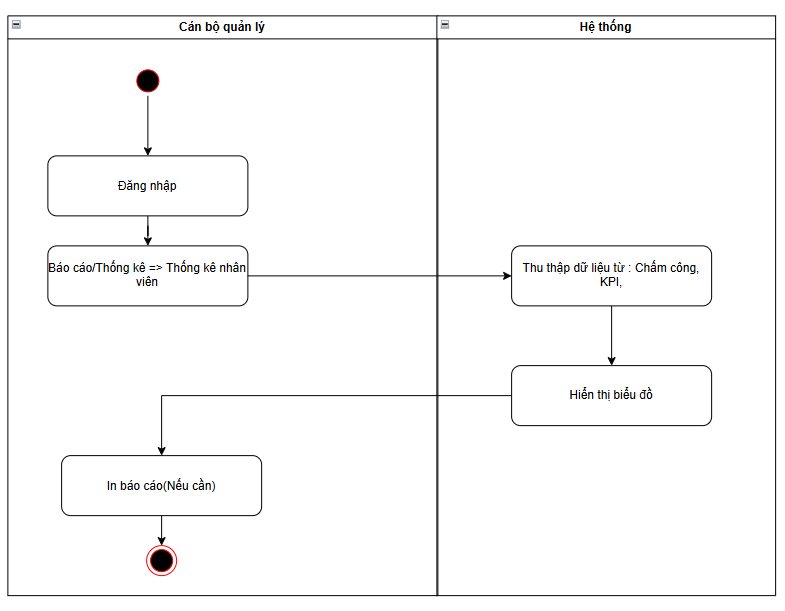 Cán bộ quản lý
Hệ thống
Đăng nhập
Báo cáo/Thống kê => Thống kê nhân
viên
Thu thập dữ liệu từ : Chấm công,
KPI,
Hiển thị biểu đồ
In báo cáo(Nếu cần)